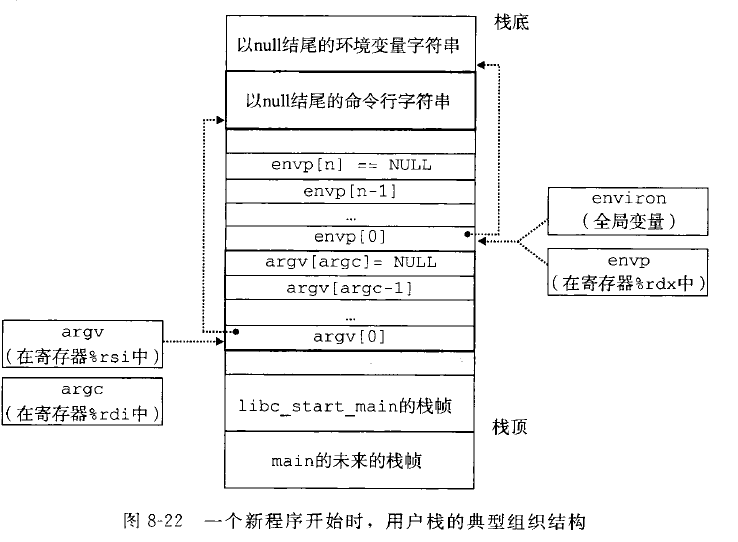 栈底
以null结尾的环境变量字符串
以null结尾的命令行字符串
envp[n] == NULL
envp[n-1]
…
envp[0]
argv[argc]= NULL
argv[argc-1]
…
argv[0]
libc_start_main的栈帧
main的未来的栈帧
栈顶
environ
(全局变量)
envp
(在寄存器%rdx中)
argv
(在寄存器%rsi中)
argc
(在寄存器%rdi中)
图 8-22 一个新程序开始时，用户栈的典型组织结构